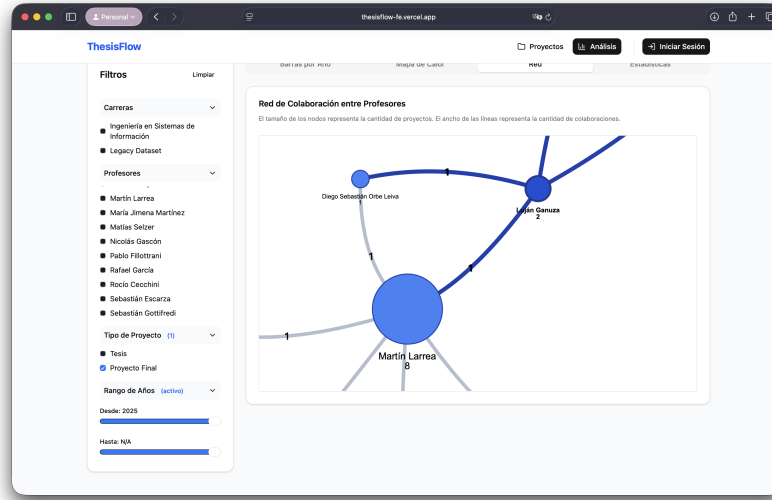 Personal
thesisflow-fe.vercel.app
ThesisFlow
Proyectos
Análisis
Iniciar Sesión
Filtros
Limpiar
Barras por Año
Mapa de Calor
Red
Estadísticas
Carreras
Ingeniería en Sistemas de
Información
Legacy Dataset
Profesores
Martín Larrea
María Jimena Martínez
Matías Selzer
Nicolás Gascón
Pablo Fillottrani
Rafael García
Rocío Cecchini
Sebastián Escarza
Sebastián Gottifredi
Tipo de Proyecto (1)
Tesis
Proyecto Final
Rango de Años (activo)
Desde: 2025
Hasta: N/A
Red de Colaboración entre Profesores
El tamaño de los nodos representa la cantidad de proyectos. El ancho de las líneas representa la cantidad de colaboraciones.
1
Diego Sebastián Orbe Leiva
1
Luján Ganuza
2
1
1
1
Martín Larrea
8